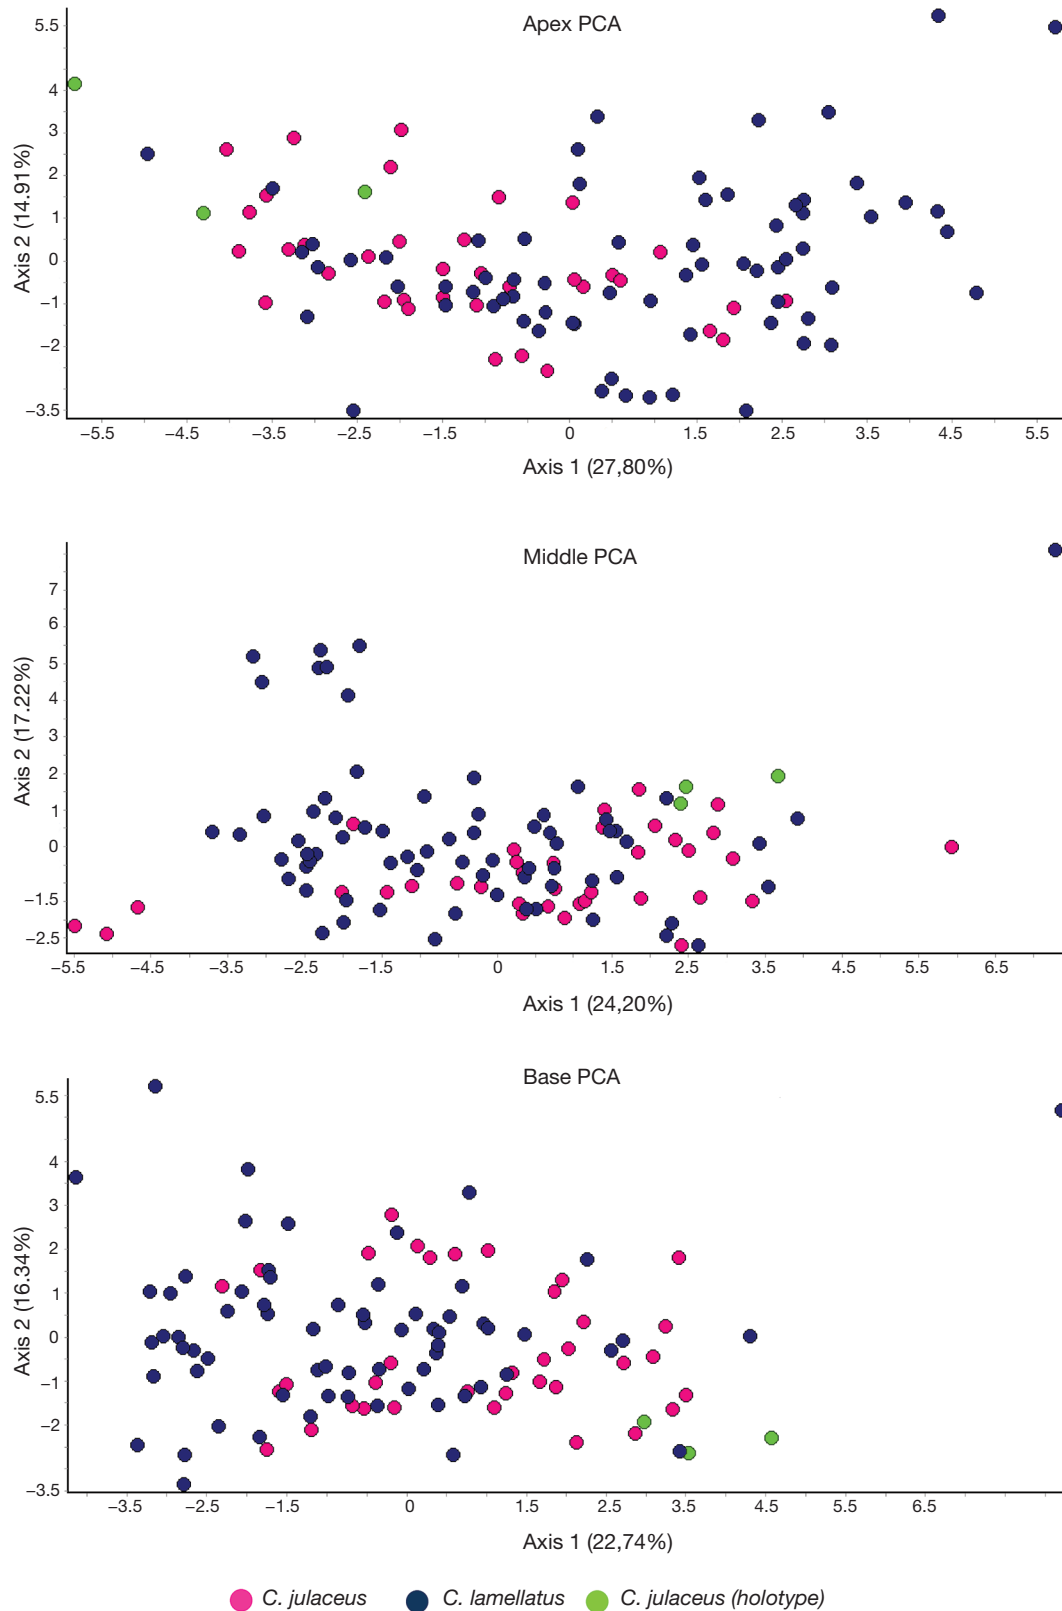 Apex PCA
5.5
4
3
2
1
0
−1
−2
−3.5
Axis 2 (14.91%)
−5.5 −4.5 −3.5 −2.5 −1.5 0 1.5 2.5 3.5 4.5 5.5
Axis 1 (27,80%)
Middle PCA
7
6
5
4
3
2
1
0
−1.5
−2.5
Axis 2 (17.22%)
−5.5 −4.5 −3.5 −2.5 −1.5 0 1.5 2.5 3.5 4.5 5.5 6.5
Axis 1 (24,20%)
Base PCA
5.5
4
3
2
1
0
−1
−2
−3.5
Axis 2 (16.34%)
−3.5 −2.5 −1.5 0 1.5 2.5 3.5 4.5 5.5 6.5
Axis 1 (22,74%)
C. julaceus C. lamellatus C. julaceus (holotype)